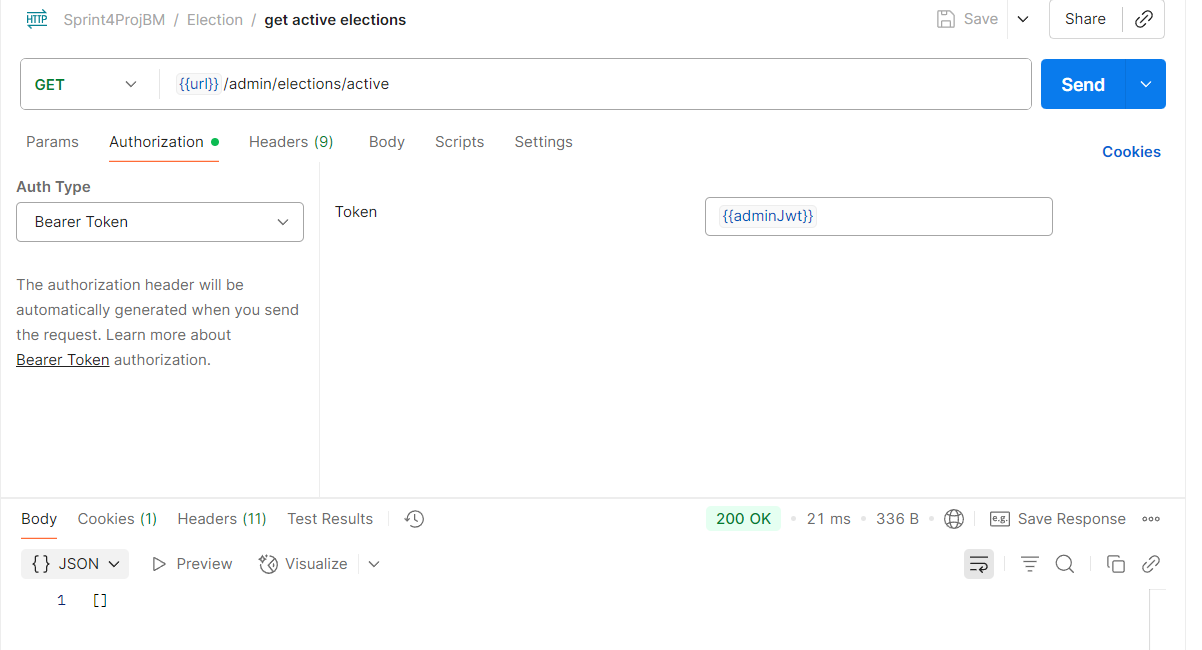 HTTP Sprint4ProjBM / Election / get active elections Save Share
GET {{url}} /admin/elections/active Send
Params Authorization Headers (9) Body Scripts Settings Cookies
Auth Type
Bearer Token
Token {{adminJwt}}
The authorization header will be
automatically generated when you send
the request. Learn more about
Bearer Token authorization.
Body Cookies (1) Headers (11) Test Results 200 OK 21 ms 336 B e.g. Save Response
{} JSON Preview Visualize
1 []